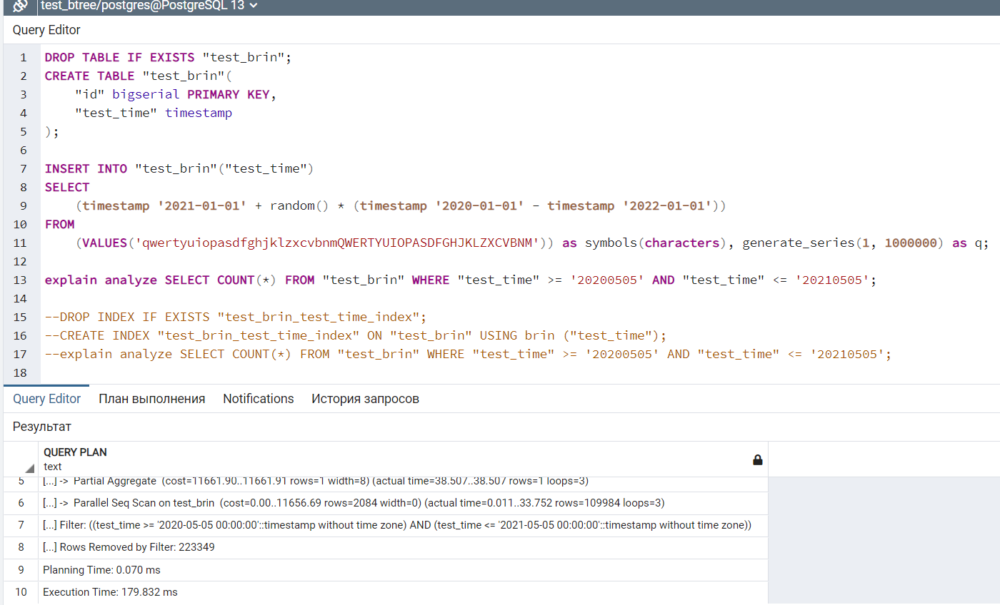 test_btree/postgres@PostgreSQL 13
Query Editor
1 DROP TABLE IF EXISTS "test_brin";
2 CREATE TABLE "test_brin"(
3 "id" bigserial PRIMARY KEY,
4 "test_time" timestamp
5 );
6
7 INSERT INTO "test_brin"("test_time")
8 SELECT
9 (timestamp '2021-01-01' + random() * (timestamp '2020-01-01' - timestamp '2022-01-01'))
10 FROM
11 (VALUES('qwertyuiopasdfghjklzxcvbnmQWERTYUIOPASDFGHJKLZXCVBNM')) as symbols(characters), generate_series(1, 1000000) as q;
12
13 explain analyze SELECT COUNT(*) FROM "test_brin" WHERE "test_time" >= '20200505' AND "test_time" <= '20210505';
14
15 --DROP INDEX IF EXISTS "test_brin_test_time_index";
16 --CREATE INDEX "test_brin_test_time_index" ON "test_brin" USING brin ("test_time");
17 --explain analyze SELECT COUNT(*) FROM "test_brin" WHERE "test_time" >= '20200505' AND "test_time" <= '20210505';
18
Query Editor План выполнения Notifications История запросов
Результат
QUERY PLAN
text
5 [...] -> Partial Aggregate (cost=11661.90..11661.91 rows=1 width=8) (actual time=38.507..38.507 rows=1 loops=3)
6 [...] -> Parallel Seq Scan on test_brin (cost=0.00..11656.69 rows=2084 width=0) (actual time=0.011..33.752 rows=109984 loops=3)
7 [...] Filter: ((test_time >= '2020-05-05 00:00:00'::timestamp without time zone) AND (test_time <= '2021-05-05 00:00:00'::timestamp without time zone))
8 [...] Rows Removed by Filter: 223349
9 Planning Time: 0.070 ms
10 Execution Time: 179.832 ms